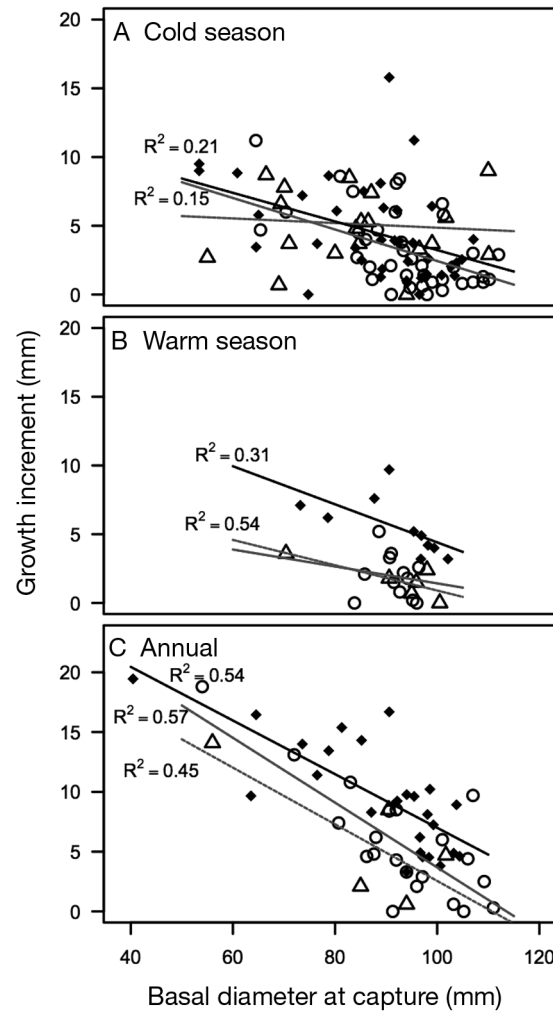 A Cold season
20
15
10
5
0
R² = 0.21
R² = 0.15
B Warm season
20
15
10
5
0
R² = 0.31
R² = 0.54
C Annual
20
15
10
5
0
R² = 0.54
R² = 0.57
R² = 0.45
40 60 80 100 120
Growth increment (mm)
Basal diameter at capture (mm)